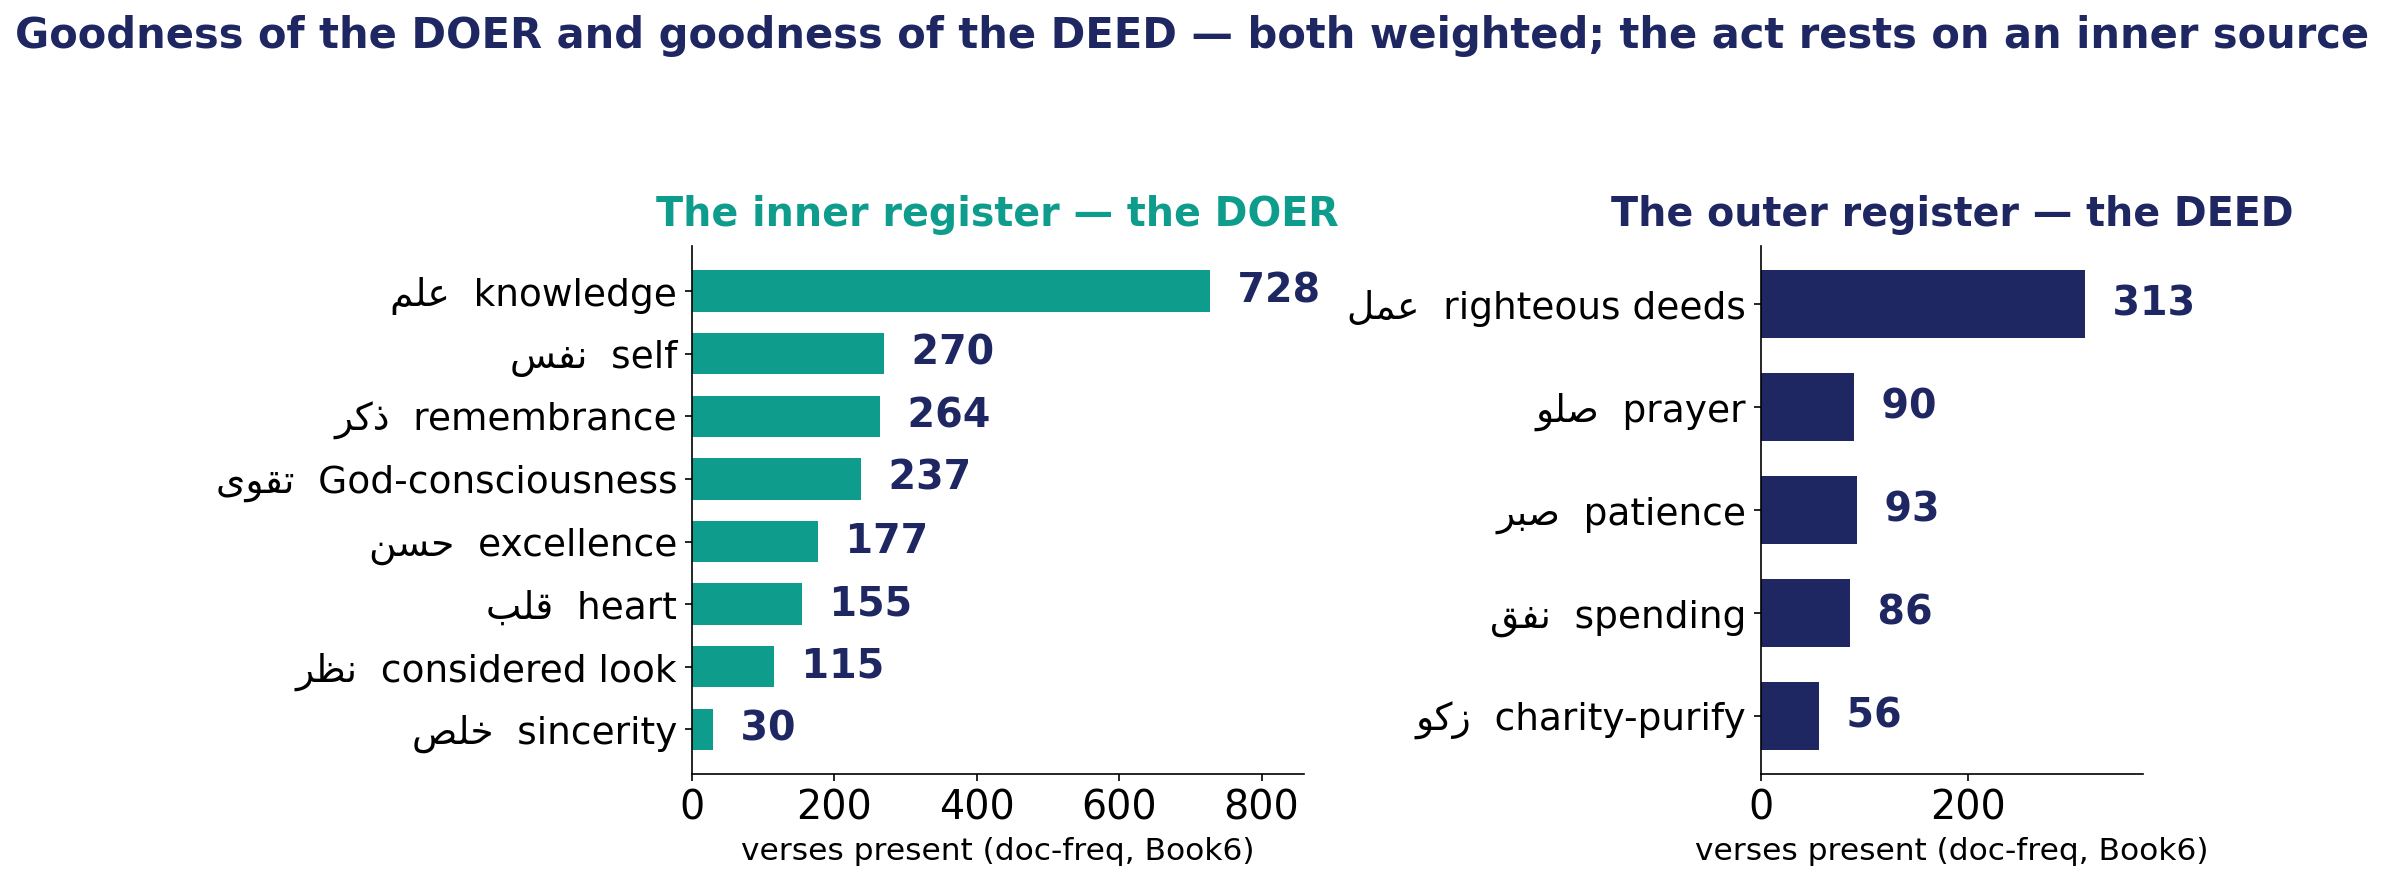 Goodness of the DOER and goodness of the DEED — both weighted; the act rests on an inner source
The inner register — the DOER
علم knowledge 728
نفس self 270
ذكر remembrance 264
تقوى God-consciousness 237
حسن excellence 177
قلب heart 155
نظر considered look 115
خلص sincerity 30
0 200 400 600 800
verses present (doc-freq, Book6)
The outer register — the DEED
عمل righteous deeds 313
صلو prayer 90
صبر patience 93
نفق spending 86
زكو charity-purify 56
0 200
verses present (doc-freq, Book6)